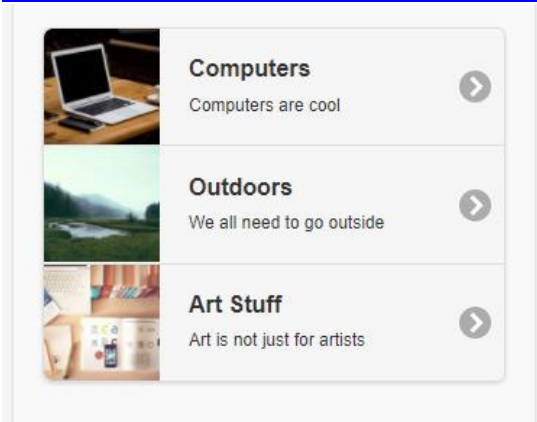 Computers
Computers are cool
Outdoors
We all need to go outside
Art Stuff
Art is not just for artists